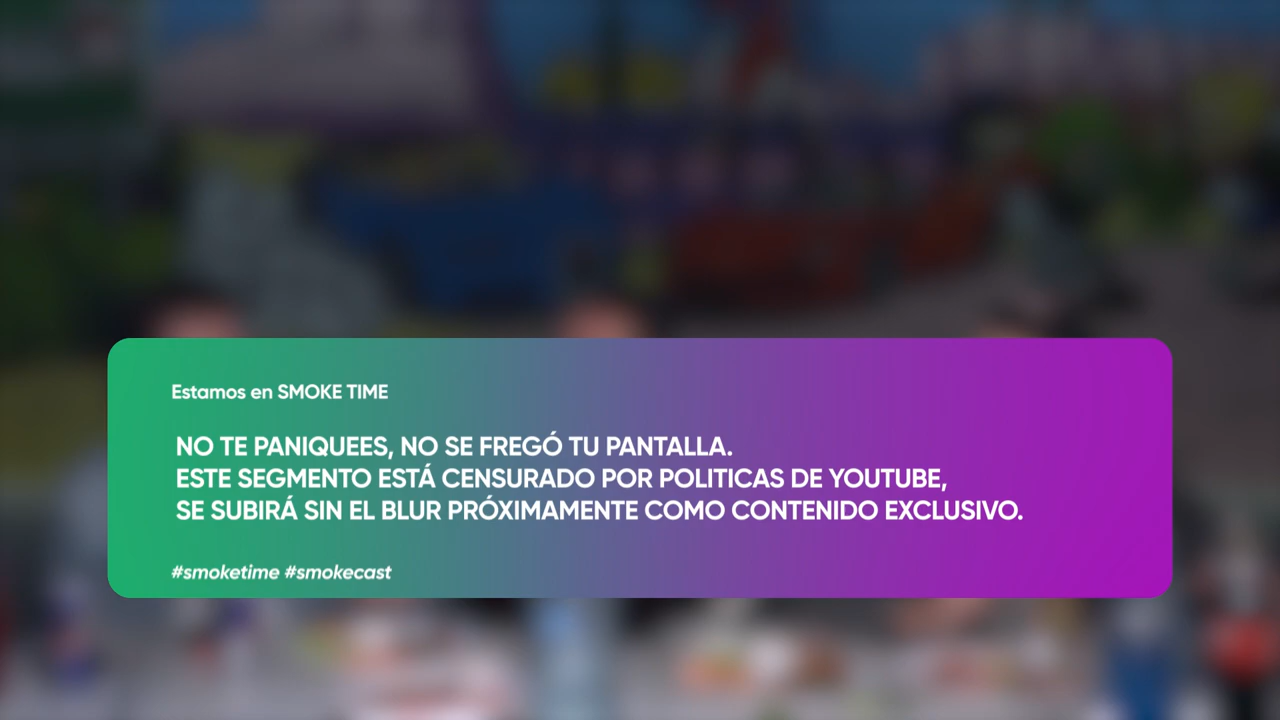 Estamos en SMOKE TIME
NO TE PANIQUEES, NO SE FREGÓ TU PANTALLA.
ESTE SEGMENTO ESTÁ CENSURADO POR POLITICAS DE YOUTUBE,
SE SUBIRÁ SIN EL BLUR PRÓXIMAMENTE COMO CONTENIDO EXCLUSIVO.
#smoketime #smokecast